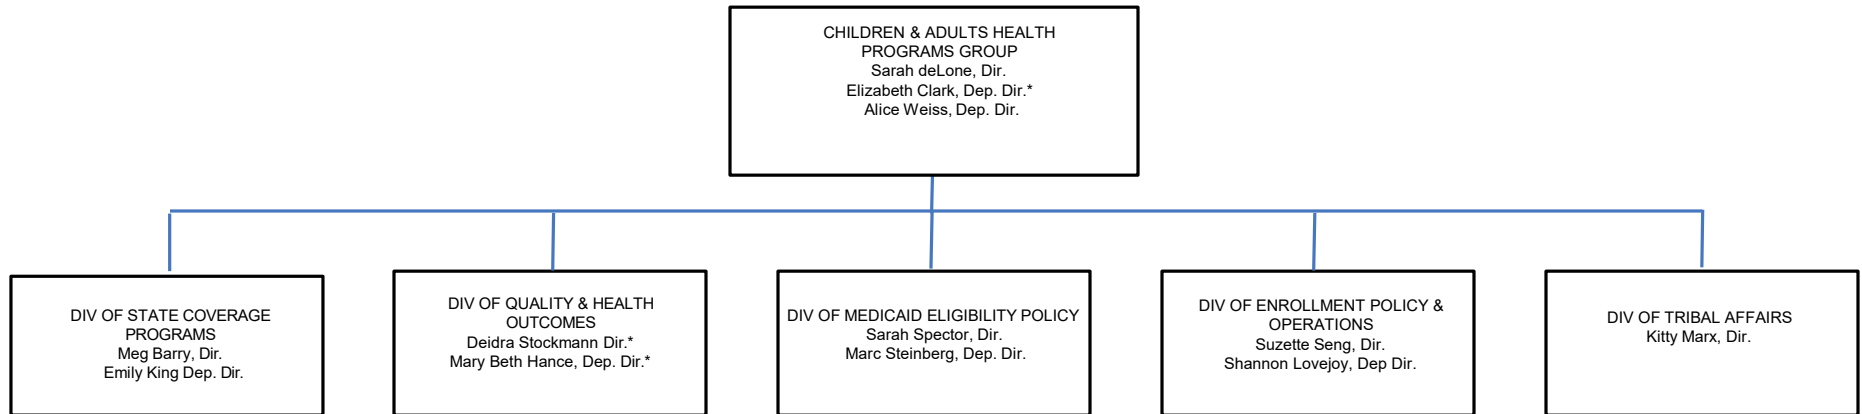 CHILDREN & ADULTS HEALTH
PROGRAMS GROUP
Sarah deLone, Dir.
Elizabeth Clark, Dep. Dir.*
Alice Weiss, Dep. Dir.
DIV OF STATE COVERAGE
PROGRAMS
Meg Barry, Dir.
Emily King Dep. Dir.
DIV OF QUALITY & HEALTH
OUTCOMES
Deidra Stockmann Dir.*
Mary Beth Hance, Dep. Dir.*
DIV OF MEDICAID ELIGIBILITY POLICY
Sarah Spector, Dir.
Marc Steinberg, Dep. Dir.
DIV OF ENROLLMENT POLICY &
OPERATIONS
Suzette Seng, Dir.
Shannon Lovejoy, Dep Dir.
DIV OF TRIBAL AFFAIRS
Kitty Marx, Dir.